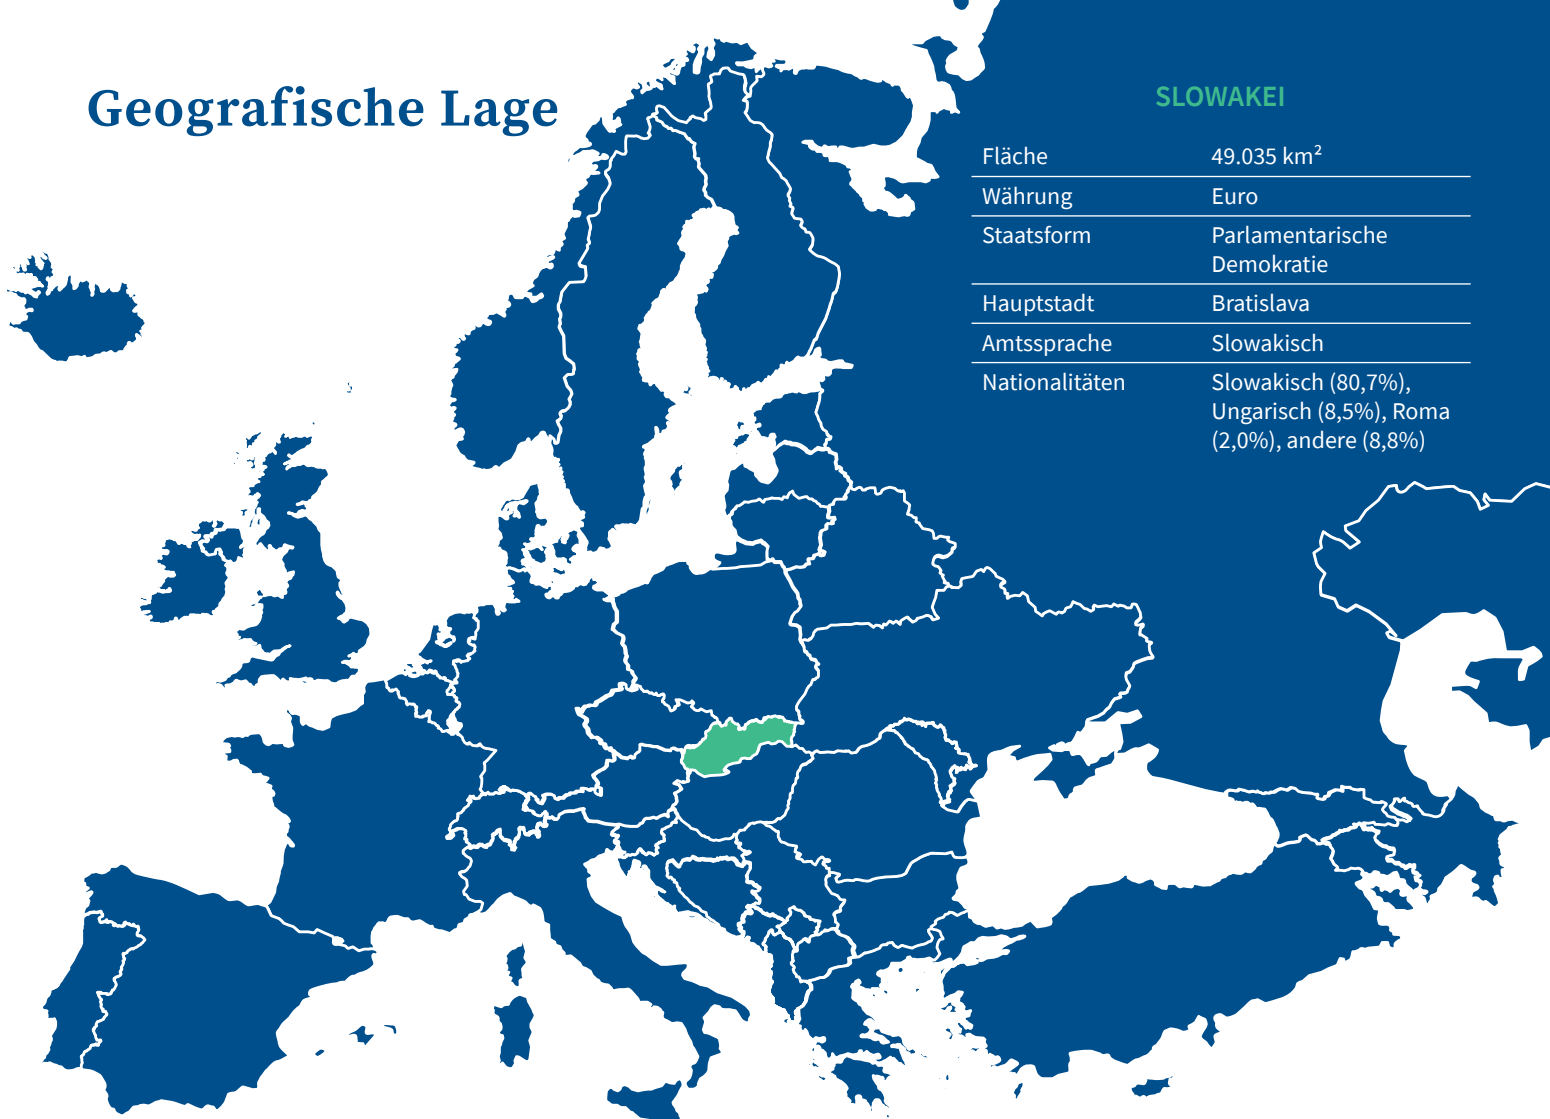 Geografische Lage
SLOWAKEI
Fläche 49.035 km²
Währung Euro
Staatsform Parlamentarische
Demokratie
Hauptstadt Bratislava
Amtssprache Slowakisch
Nationalitäten Slowakisch (80,7%),
Ungarisch (8,5%), Roma
(2,0%), andere (8,8%)